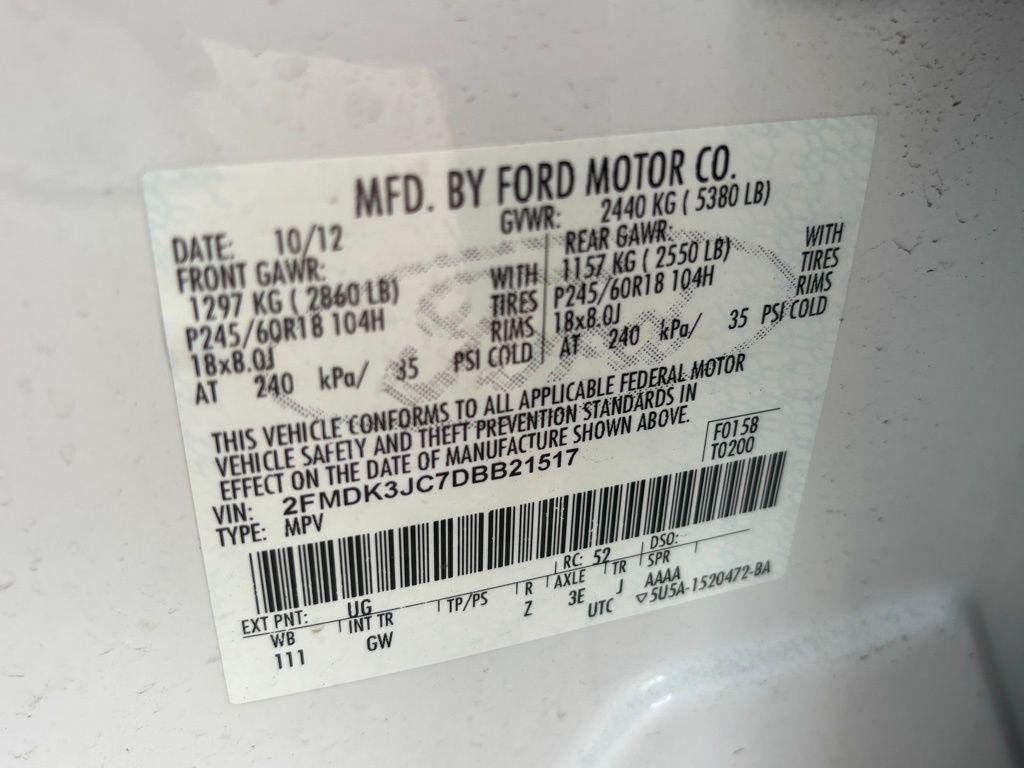 MFD. BY FORD MOTOR CO.
DATE: 10/12 GVWR: 2440 KG ( 5380 LB)
FRONT GAWR: REAR GAWR: WITH
1297 KG ( 2860 LB) WITH 1157 KG ( 2550 LB) TIRES
P245/60R18 104H TIRES P245/60R18 104H RIMS
18x8.0J RIMS 18x8.0J
AT 240 kPa/ 35 PSI COLD AT 240 kPa/ 35 PSI COLD
THIS VEHICLE CONFORMS TO ALL APPLICABLE FEDERAL MOTOR
VEHICLE SAFETY AND THEFT PREVENTION STANDARDS IN
EFFECT ON THE DATE OF MANUFACTURE SHOWN ABOVE.
F0158
T0200
VIN: 2FMDK3JC7DBB21517
TYPE: MPV
EXT PNT: UG RC: 52 DSO:
WB INT TR TP/PS R AXLE TR SPR
111 GW Z 3E J AAAA
UTC ▽5U5A-1520472-BA